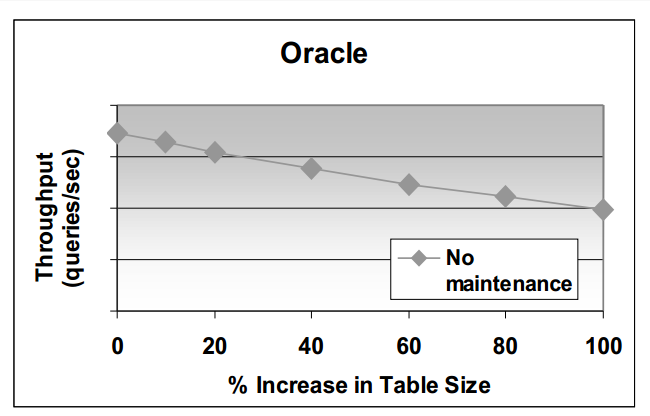 Oracle
Throughput
(queries/sec)
No
maintenance
0 20 40 60 80 100
% Increase in Table Size